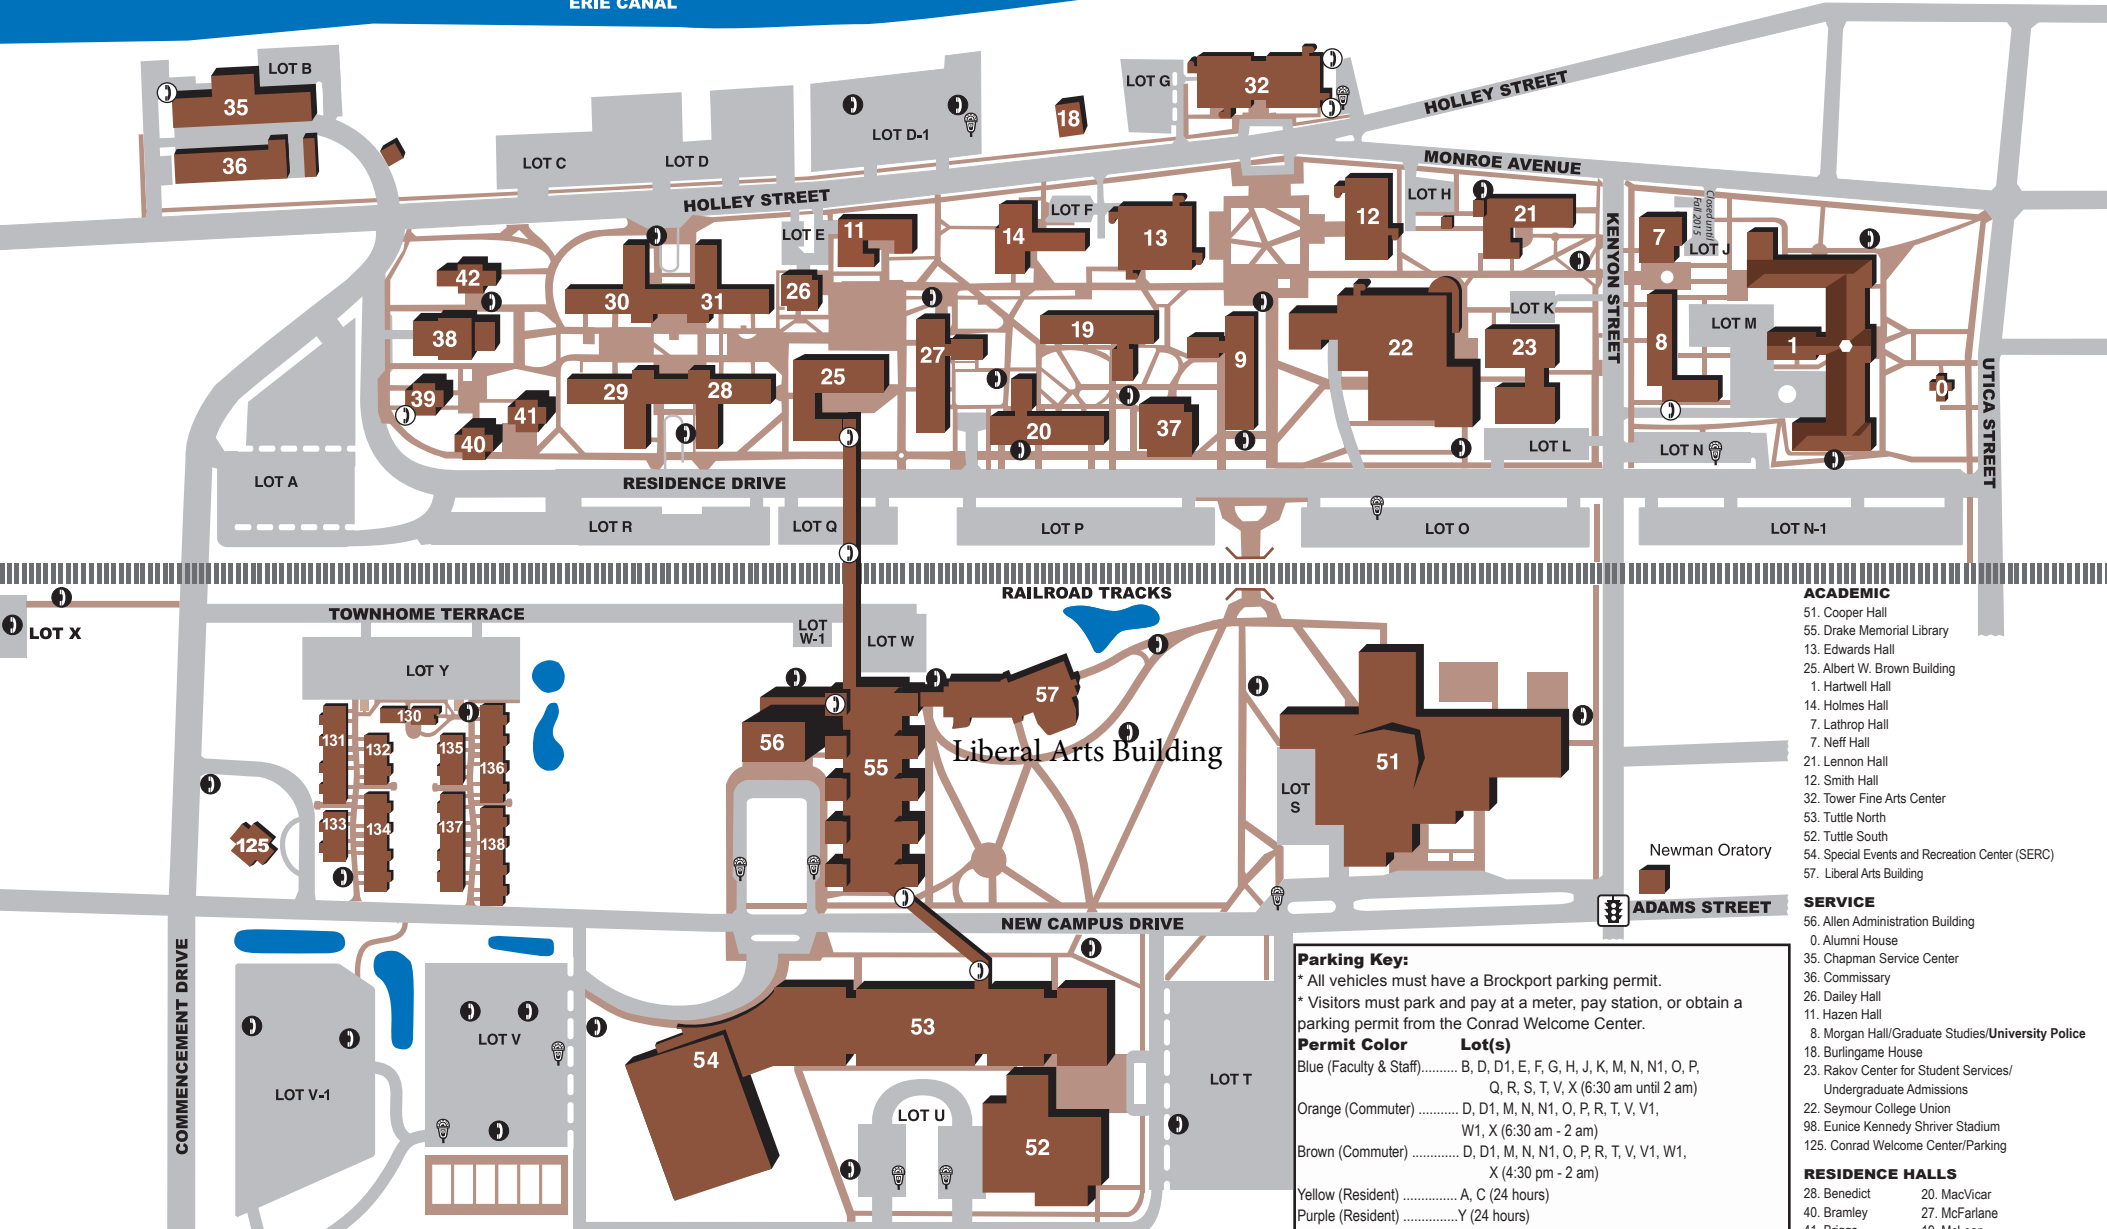 ERIE CANAL
LOT B
35
36
LOT C
LOT D
LOT D-1
18
LOT G
32
HOLLEY STREET
MONROE AVENUE
HOLLEY STREET
LOT E
11
14
LOT F
13
12
LOT H
21
KENYON STREET
7
Closed until
Fall 2015
LOT J
42
30
31
26
38
39
41
40
29
28
25
27
19
20
37
9
22
LOT K
23
8
LOT M
1
0
UTICA STREET
LOT L
LOT N
LOT A
RESIDENCE DRIVE
LOT R
LOT Q
LOT P
LOT O
LOT N-1
RAILROAD TRACKS
LOT X
TOWNHOME TERRACE
LOT
W-1
LOT W
LOT Y
130
131
132
135
136
133
134
137
138
125
56
55
57
Liberal Arts Building
51
LOT
S
Newman Oratory
ADAMS STREET
NEW CAMPUS DRIVE
COMMENCEMENT DRIVE
LOT V-1
LOT V
54
53
LOT U
52
LOT T
Parking Key:
* All vehicles must have a Brockport parking permit.
* Visitors must park and pay at a meter, pay station, or obtain a
parking permit from the Conrad Welcome Center.
Permit Color Lot(s)
Blue (Faculty & Staff).......... B, D, D1, E, F, G, H, J, K, M, N, N1, O, P,
Q, R, S, T, V, X (6:30 am until 2 am)
Orange (Commuter) ........... D, D1, M, N, N1, O, P, R, T, V, V1,
W1, X (6:30 am - 2 am)
Brown (Commuter) ............. D, D1, M, N, N1, O, P, R, T, V, V1, W1,
X (4:30 pm - 2 am)
Yellow (Resident) ............... A, C (24 hours)
Purple (Resident) ...............Y (24 hours)
ACADEMIC
51. Cooper Hall
55. Drake Memorial Library
13. Edwards Hall
25. Albert W. Brown Building
1. Hartwell Hall
14. Holmes Hall
7. Lathrop Hall
7. Neff Hall
21. Lennon Hall
12. Smith Hall
32. Tower Fine Arts Center
53. Tuttle North
52. Tuttle South
54. Special Events and Recreation Center (SERC)
57. Liberal Arts Building
SERVICE
56. Allen Administration Building
0. Alumni House
35. Chapman Service Center
36. Commissary
26. Dailey Hall
11. Hazen Hall
8. Morgan Hall/Graduate Studies/University Police
18. Burlingame House
23. Rakov Center for Student Services/
Undergraduate Admissions
22. Seymour College Union
98. Eunice Kennedy Shriver Stadium
125. Conrad Welcome Center/Parking
RESIDENCE HALLS
28. Benedict 20. MacVicar
40. Bramley 27. McFarlane